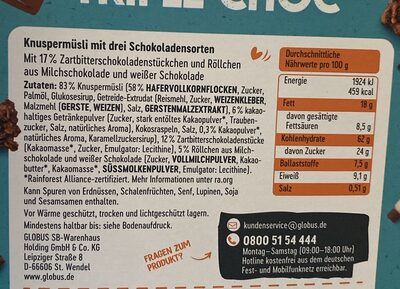 TRIPLE CHOC
Knuspermüsli mit drei Schokoladensorten
Mit 17 % Zartbitterschokoladenstückchen und Röllchen
aus Milchschokolade und weißer Schokolade
Zutaten: 83 % Knuspermüsli (58 % HAFERVOLLKORNFLOCKEN, Zucker,
Palmöl, Glukosesirup, Getreide-Extrudat (Reismehl, Zucker, WEIZENKLEBER,
Malzmehl (GERSTE, WEIZEN), Salz, GERSTENMALZEXTRAKT), 6 % kakao-
haltiges Getränkepulver (Zucker, stark entöltes Kakaopulver*, Trauben-
zucker, Salz, natürliches Aroma), Kokosraspeln, Salz, 0,3 % Kakaopulver*,
natürliches Aroma, Karamellzuckersirup), 12 % Zartbitterschokoladenstücke
(Kakaomasse*, Zucker, Emulgator: Lecithine), 5 % Röllchen aus Milch-
schokolade und weißer Schokolade (Zucker, VOLLMILCHPULVER, Kakao-
butter*, Kakaomasse*, SÜSSMOLKENPULVER, Emulgator: Lecithine).
*Rainforest Alliance-zertifiziert. Mehr Informationen unter ra.org
Kann Spuren von Erdnüssen, Schalenfrüchten, Senf, Lupinen, Soja
und Sesamsamen enthalten.
Vor Wärme geschützt, trocken und lichtgeschützt lagern.
Mindestens haltbar bis: siehe Bodenaufdruck.
GLOBUS SB-Warenhaus
Holding GmbH & Co. KG
Leipziger Straße 8
D-66606 St. Wendel
www.globus.de
FRAGEN ZUM
PRODUKT?
Durchschnittliche
Nährwerte pro 100 g
Energie 1924 kJ
459 kcal
Fett 18 g
davon gesättigte
Fettsäuren 8,5 g
Kohlenhydrate 62 g
davon Zucker 24 g
Ballaststoffe 7,5 g
Eiweiß 9,1 g
Salz 0,51 g
kundenservice@globus.de
0800 51 54 444
Montag–Samstag (09:00–18:00 Uhr)
Hotline kostenfrei aus dem deutschen
Fest- und Mobilfunknetz erreichbar.